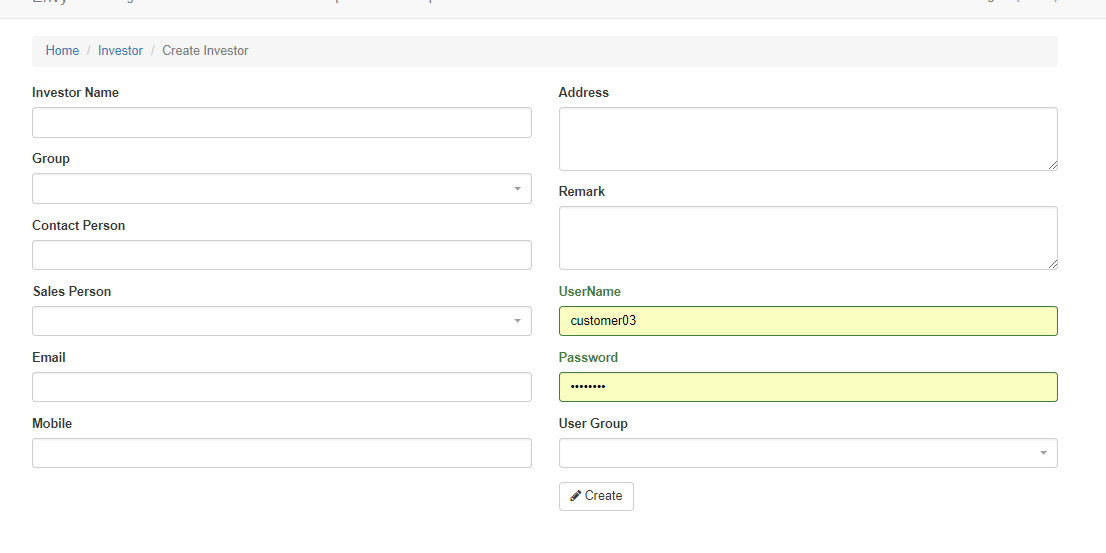 Home / Investor / Create Investor
Investor Name
Group
Contact Person
Sales Person
Email
Mobile
Address
Remark
UserName
customer03
Password
••••••••
User Group
Create